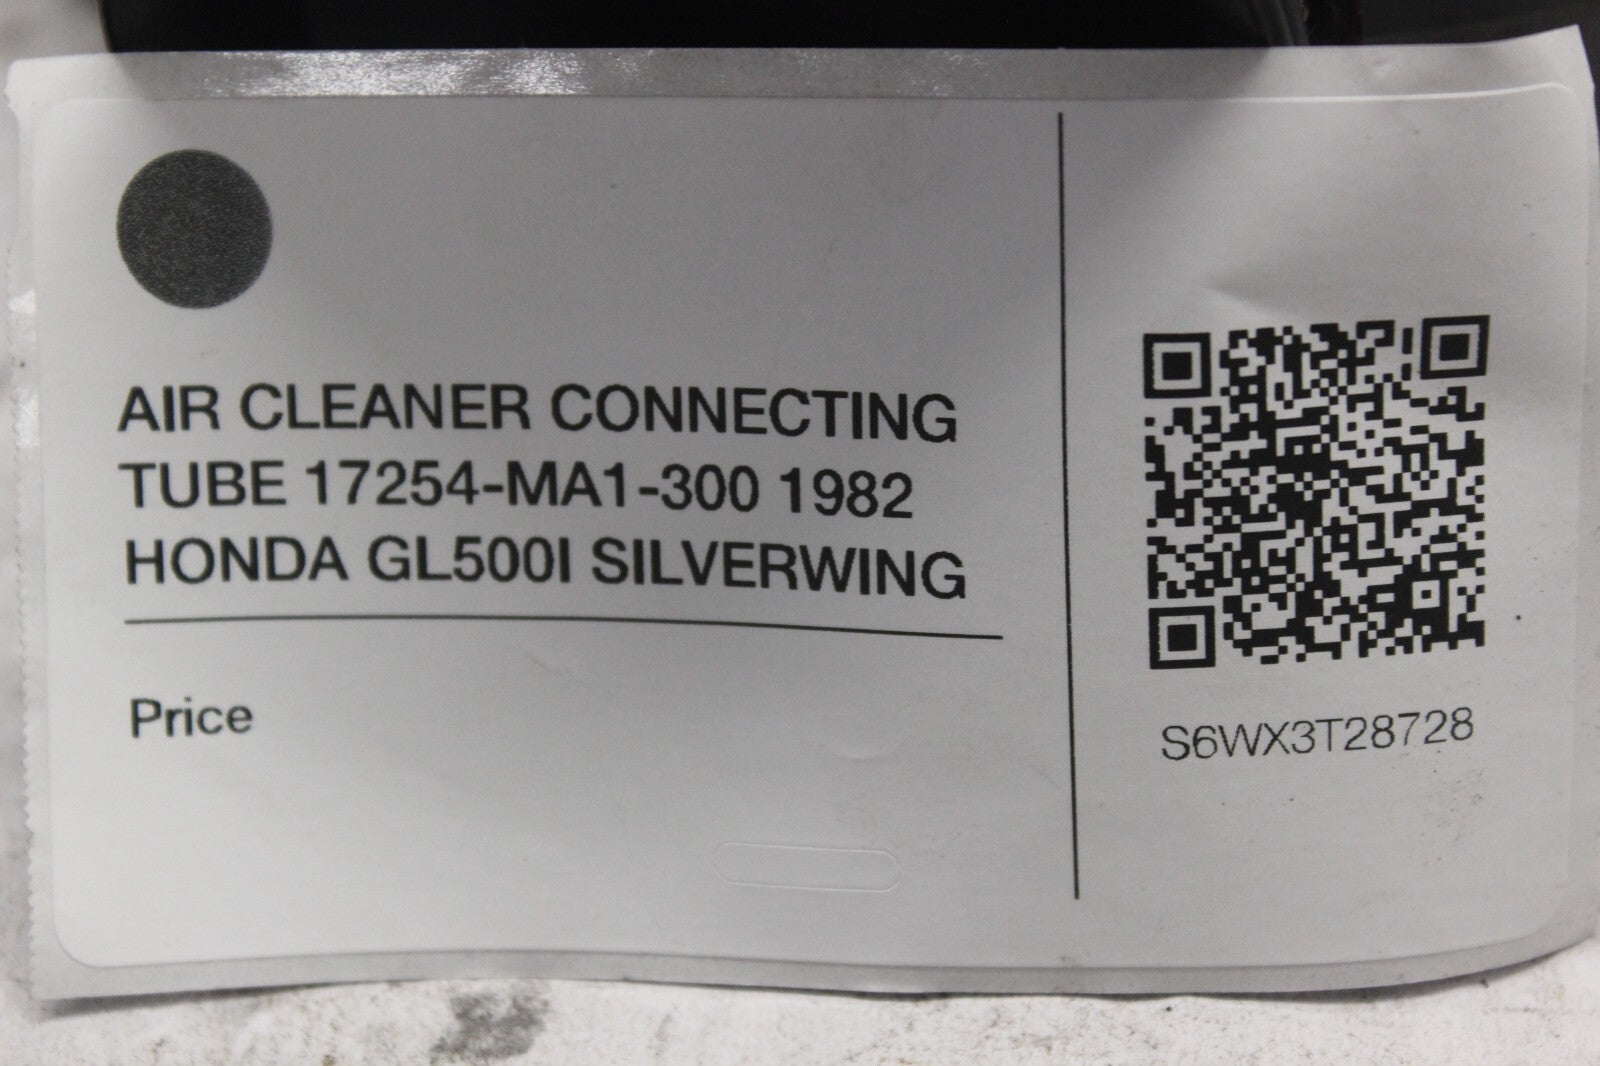 AIR CLEANER CONNECTING
TUBE 17254-MA1-300 1982
HONDA GL500I SILVERWING
Price
S6WX3T28728